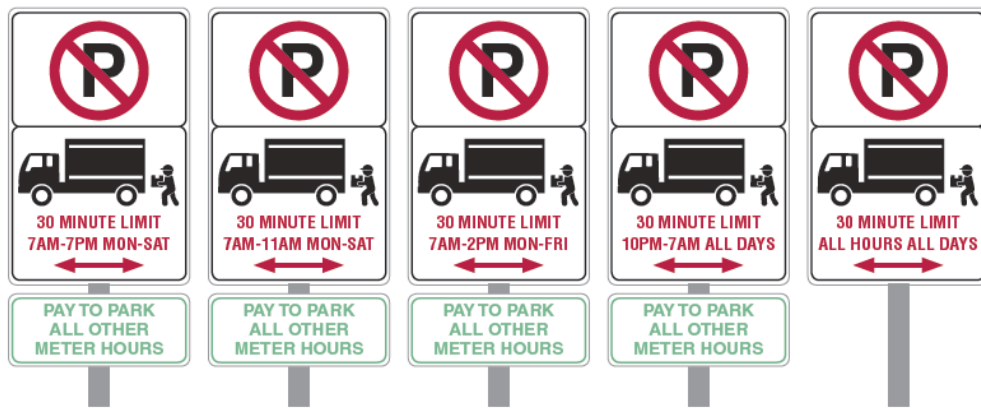 P
30 MINUTE LIMIT
7AM-7PM MON-SAT
PAY TO PARK
ALL OTHER
METER HOURS
P
30 MINUTE LIMIT
7AM-11AM MON-SAT
PAY TO PARK
ALL OTHER
METER HOURS
P
30 MINUTE LIMIT
7AM-2PM MON-FRI
PAY TO PARK
ALL OTHER
METER HOURS
P
30 MINUTE LIMIT
10PM-7AM ALL DAYS
PAY TO PARK
ALL OTHER
METER HOURS
P
30 MINUTE LIMIT
ALL HOURS ALL DAYS